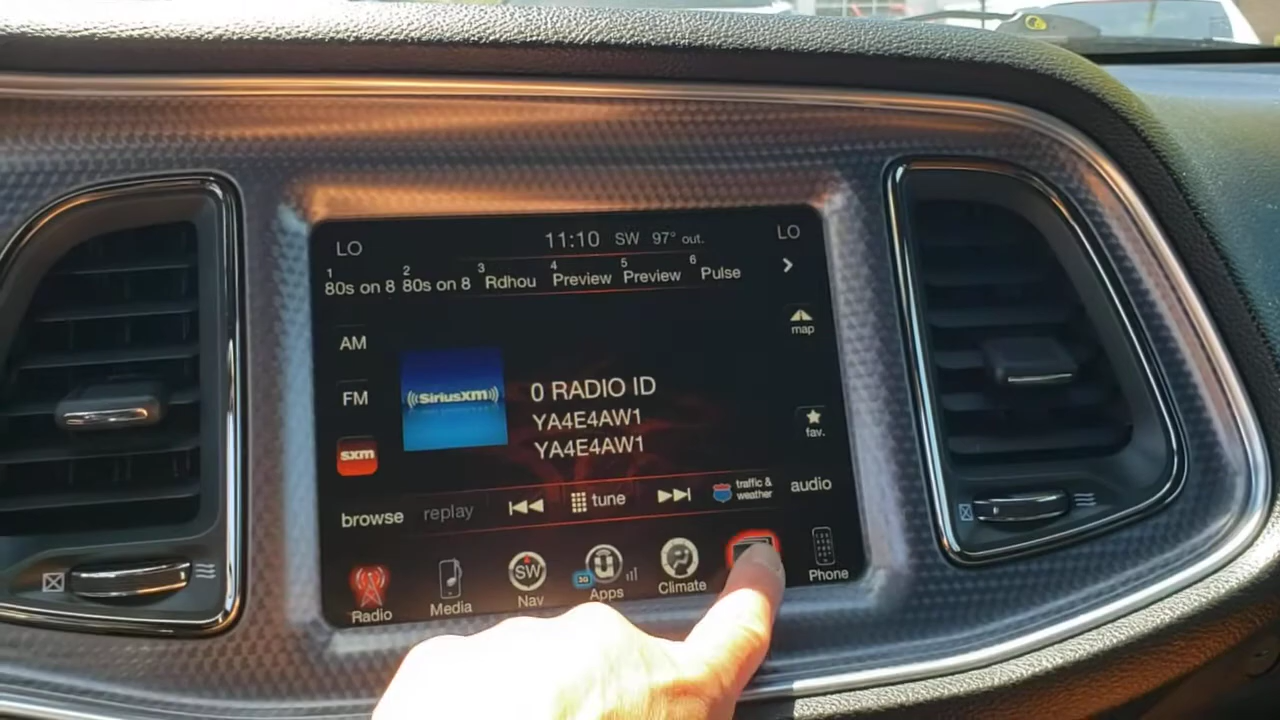 LO 11:10 SW 97° out. LO
1 80s on 8 2 80s on 8 3 Rdhou 4 Preview 5 Preview 6 Pulse
map
AM
FM
sxm
((SiriusXM))
0 RADIO ID
YA4E4AW1
YA4E4AW1
fav.
browse replay tune traffic & weather audio
Radio Media SW Nav 3G Apps Climate Phone